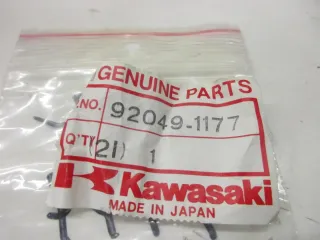 GENUINE PARTS
.NO. 92049-1177
Q'TY (21) 1
Kawasaki
MADE IN JAPAN